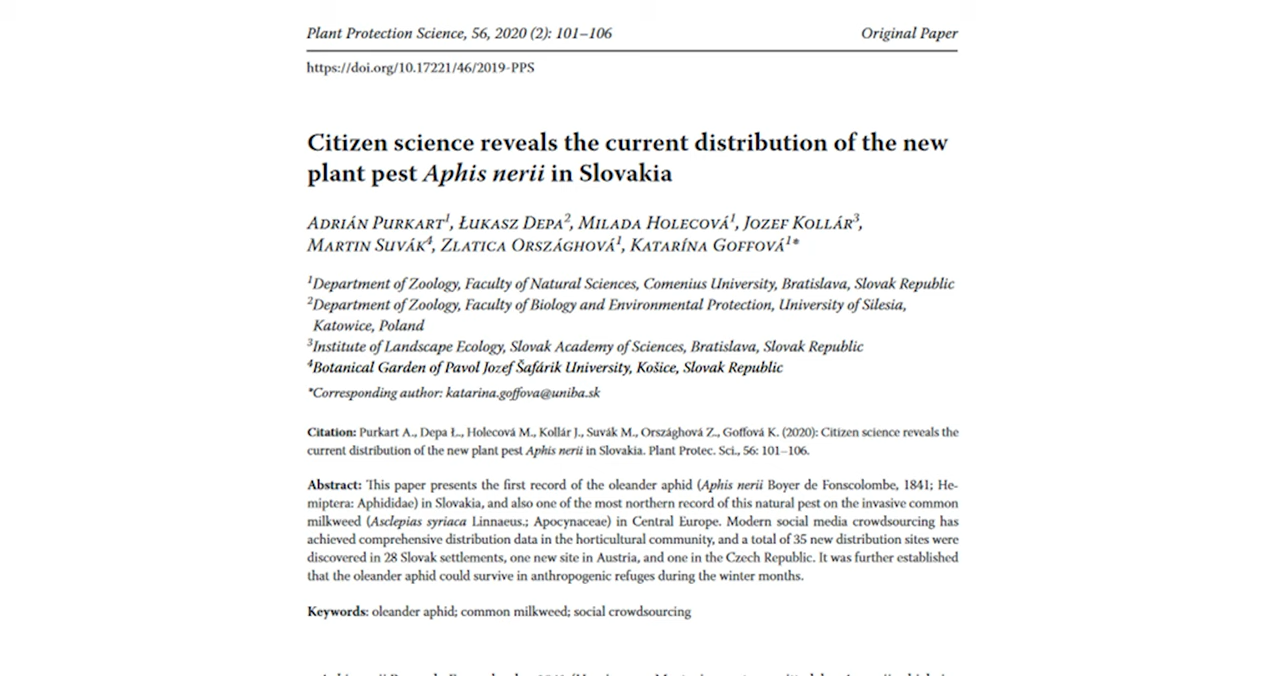 Plant Protection Science, 56, 2020 (2): 101–106 Original Paper
https://doi.org/10.17221/46/2019-PPS
Citizen science reveals the current distribution of the new
plant pest Aphis nerii in Slovakia
Adrián Purkart1, Łukasz Depa2, Milada Holecová1, Jozef Kollár3,
Martin Suvák4, Zlatica Országhová1, Katarína Goffová1*
1Department of Zoology, Faculty of Natural Sciences, Comenius University, Bratislava, Slovak Republic
2Department of Zoology, Faculty of Biology and Environmental Protection, University of Silesia,
Katowice, Poland
3Institute of Landscape Ecology, Slovak Academy of Sciences, Bratislava, Slovak Republic
4Botanical Garden of Pavol Jozef Šafárik University, Košice, Slovak Republic
*Corresponding author: katarina.goffova@uniba.sk
Citation: Purkart A., Depa Ł., Holecová M., Kollár J., Suvák M., Országhová Z., Goffová K. (2020): Citizen science reveals the
current distribution of the new plant pest Aphis nerii in Slovakia. Plant Protec. Sci., 56: 101–106.
Abstract: This paper presents the first record of the oleander aphid (Aphis nerii Boyer de Fonscolombe, 1841; He-
miptera: Aphididae) in Slovakia, and also one of the most northern record of this natural pest on the invasive common
milkweed (Asclepias syriaca Linnaeus.; Apocynaceae) in Central Europe. Modern social media crowdsourcing has
achieved comprehensive distribution data in the horticultural community, and a total of 35 new distribution sites were
discovered in 28 Slovak settlements, one new site in Austria, and one in the Czech Republic. It was further established
that the oleander aphid could survive in anthropogenic refuges during the winter months.
Keywords: oleander aphid; common milkweed; social crowdsourcing